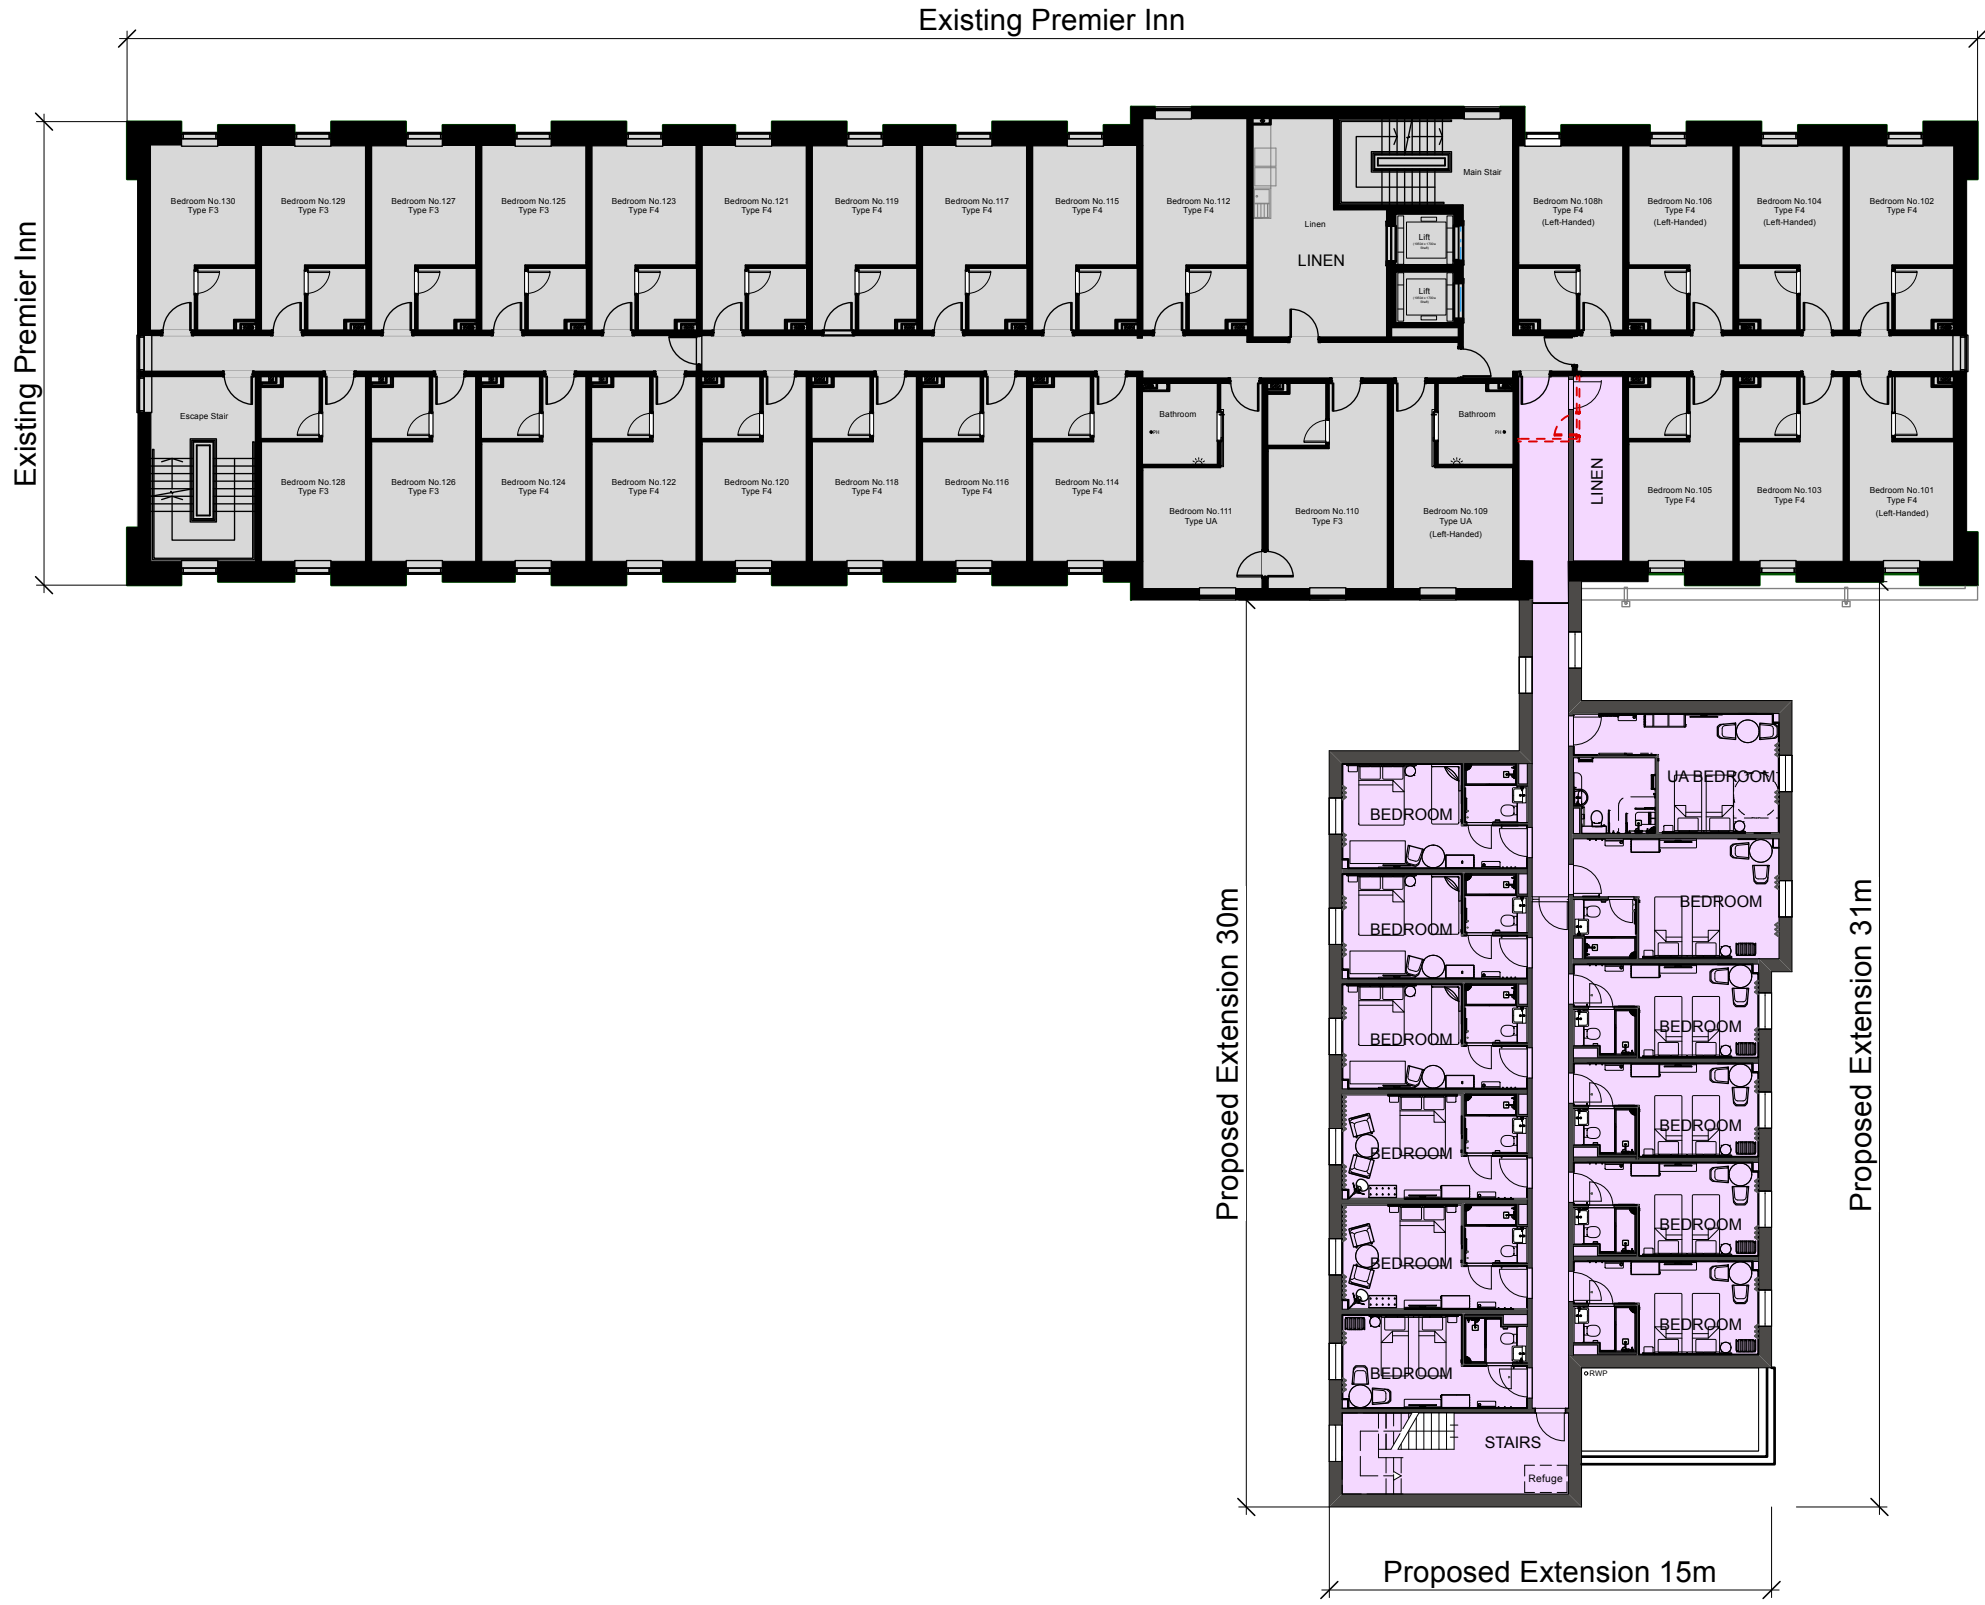 Existing Premier Inn
Existing Premier Inn
Bedroom No.130
Type F3
Bedroom No.129
Type F3
Bedroom No.127
Type F3
Bedroom No.125
Type F3
Bedroom No.123
Type F4
Bedroom No.121
Type F4
Bedroom No.119
Type F4
Bedroom No.117
Type F4
Bedroom No.115
Type F4
Bedroom No.112
Type F4
Linen
LINEN
Main Stair
Lift
Lift
Bedroom No.108h
Type F4
(Left-Handed)
Bedroom No.106
Type F4
(Left-Handed)
Bedroom No.104
Type F4
(Left-Handed)
Bedroom No.102
Type F4
Escape Stair
Bedroom No.128
Type F3
Bedroom No.126
Type F3
Bedroom No.124
Type F4
Bedroom No.122
Type F4
Bedroom No.120
Type F4
Bedroom No.118
Type F4
Bedroom No.116
Type F4
Bedroom No.114
Type F4
Bathroom
PH
Bedroom No.111
Type UA
Bedroom No.110
Type F3
Bathroom
PH
Bedroom No.109
Type UA
(Left-Handed)
LINEN
Bedroom No.105
Type F4
Bedroom No.103
Type F4
Bedroom No.101
Type F4
(Left-Handed)
Proposed Extension 30m
BEDROOM
BEDROOM
BEDROOM
BEDROOM
BEDROOM
BEDROOM
UA BEDROOM
BEDROOM
BEDROOM
BEDROOM
BEDROOM
BEDROOM
Proposed Extension 31m
RWP
STAIRS
Refuge
Proposed Extension 15m